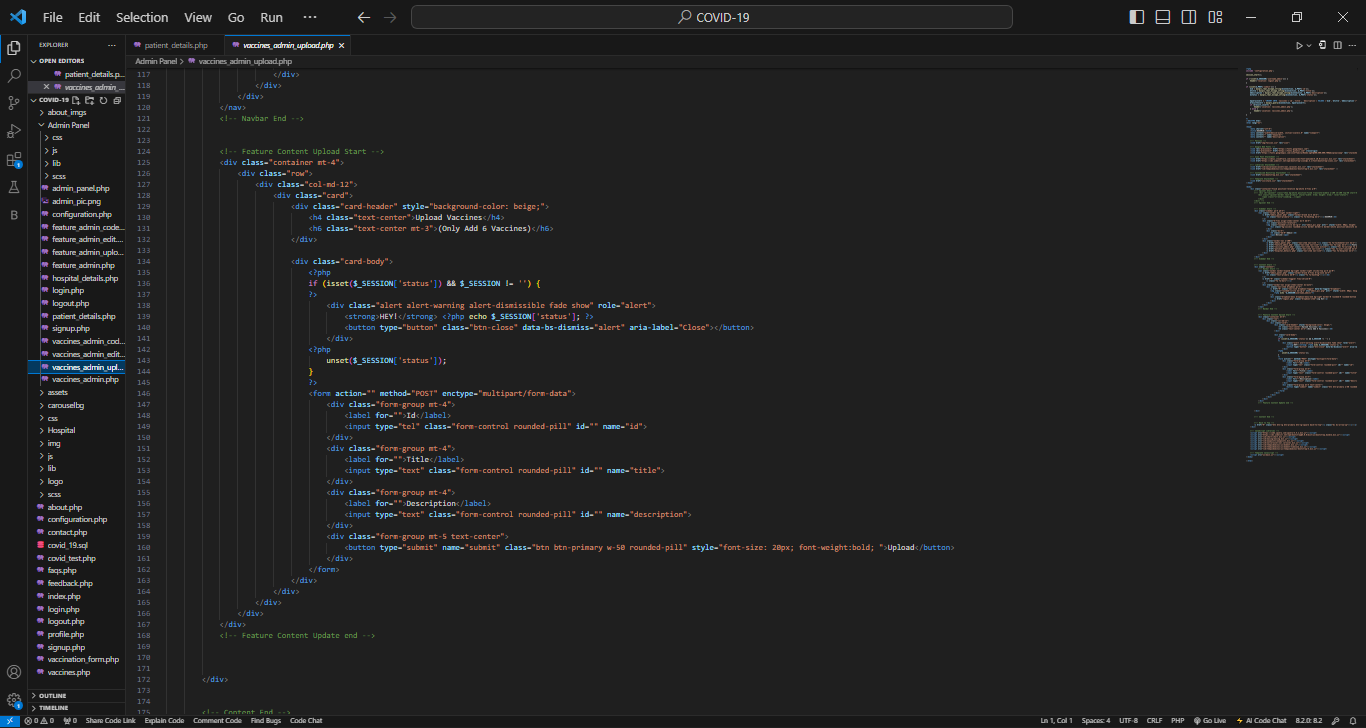 File Edit Selection View Go Run ··· COVID-19
EXPLORER
OPEN EDITORS
patient_details.p...
vaccines_admin_...
COVID-19
about_imgs
Admin Panel
css
js
lib
scss
admin_panel.php
admin_pic.png
configuration.php
feature_admin_code...
feature_admin_edit....
feature_admin_uplo...
feature_admin.php
hospital_details.php
login.php
logout.php
patient_details.php
signup.php
vaccines_admin_cod...
vaccines_admin_edit...
vaccines_admin_upl...
vaccines_admin.php
assets
carouselbg
css
Hospital
img
js
lib
logo
scss
about.php
configuration.php
contact.php
covid_19.sql
covid_test.php
faqs.php
feedback.php
index.php
login.php
logout.php
profile.php
signup.php
vaccination_form.php
vaccines.php
OUTLINE
TIMELINE
patient_details.php vaccines_admin_upload.php
Admin Panel > vaccines_admin_upload.php
117 </div>
118 </div>
119 </div>
120 </nav>
121 <!-- Navbar End -->
122
123
124 <!-- Feature Content Upload Start -->
125 <div class="container mt-4">
126 <div class="row">
127 <div class="col-md-12">
128 <div class="card">
129 <div class="card-header" style="background-color: beige;">
130 <h4 class="text-center">Upload Vaccines</h4>
131 <h6 class="text-center mt-3">(Only Add 6 Vaccines)</h6>
132 </div>
133
134 <div class="card-body">
135 <?php
136 if (isset($_SESSION['status']) && $_SESSION != '') {
137 ?>
138 <div class="alert alert-warning alert-dismissible fade show" role="alert">
139 <strong>HEY!</strong> <?php echo $_SESSION['status']; ?>
140 <button type="button" class="btn-close" data-bs-dismiss="alert" aria-label="Close"></button>
141 </div>
142 <?php
143 unset($_SESSION['status']);
144 }
145 ?>
146 <form action="" method="POST" enctype="multipart/form-data">
147 <div class="form-group mt-4">
148 <label for="">Id</label>
149 <input type="tel" class="form-control rounded-pill" id="" name="id">
150 </div>
151 <div class="form-group mt-4">
152 <label for="">Title</label>
153 <input type="text" class="form-control rounded-pill" id="" name="title">
154 </div>
155 <div class="form-group mt-4">
156 <label for="">Description</label>
157 <input type="text" class="form-control rounded-pill" id="" name="description">
158 </div>
159 <div class="form-group mt-5 text-center">
160 <button type="submit" name="submit" class="btn btn-primary w-50 rounded-pill" style="font-size: 20px; font-weight:bold; ">Upload</button>
161 </div>
162 </form>
163 </div>
164 </div>
165 </div>
166 </div>
167 </div>
168 <!-- Feature Content Update end -->
169
170
171
172 </div>
173
174
175 <!-- Content End -->
0 0 0 Share Code Link Explain Code Comment Code Find Bugs Code Chat Ln 1, Col 1 Spaces: 4 UTF-8 CRLF PHP Go Live AI Code Chat 8.2.0: 8.2